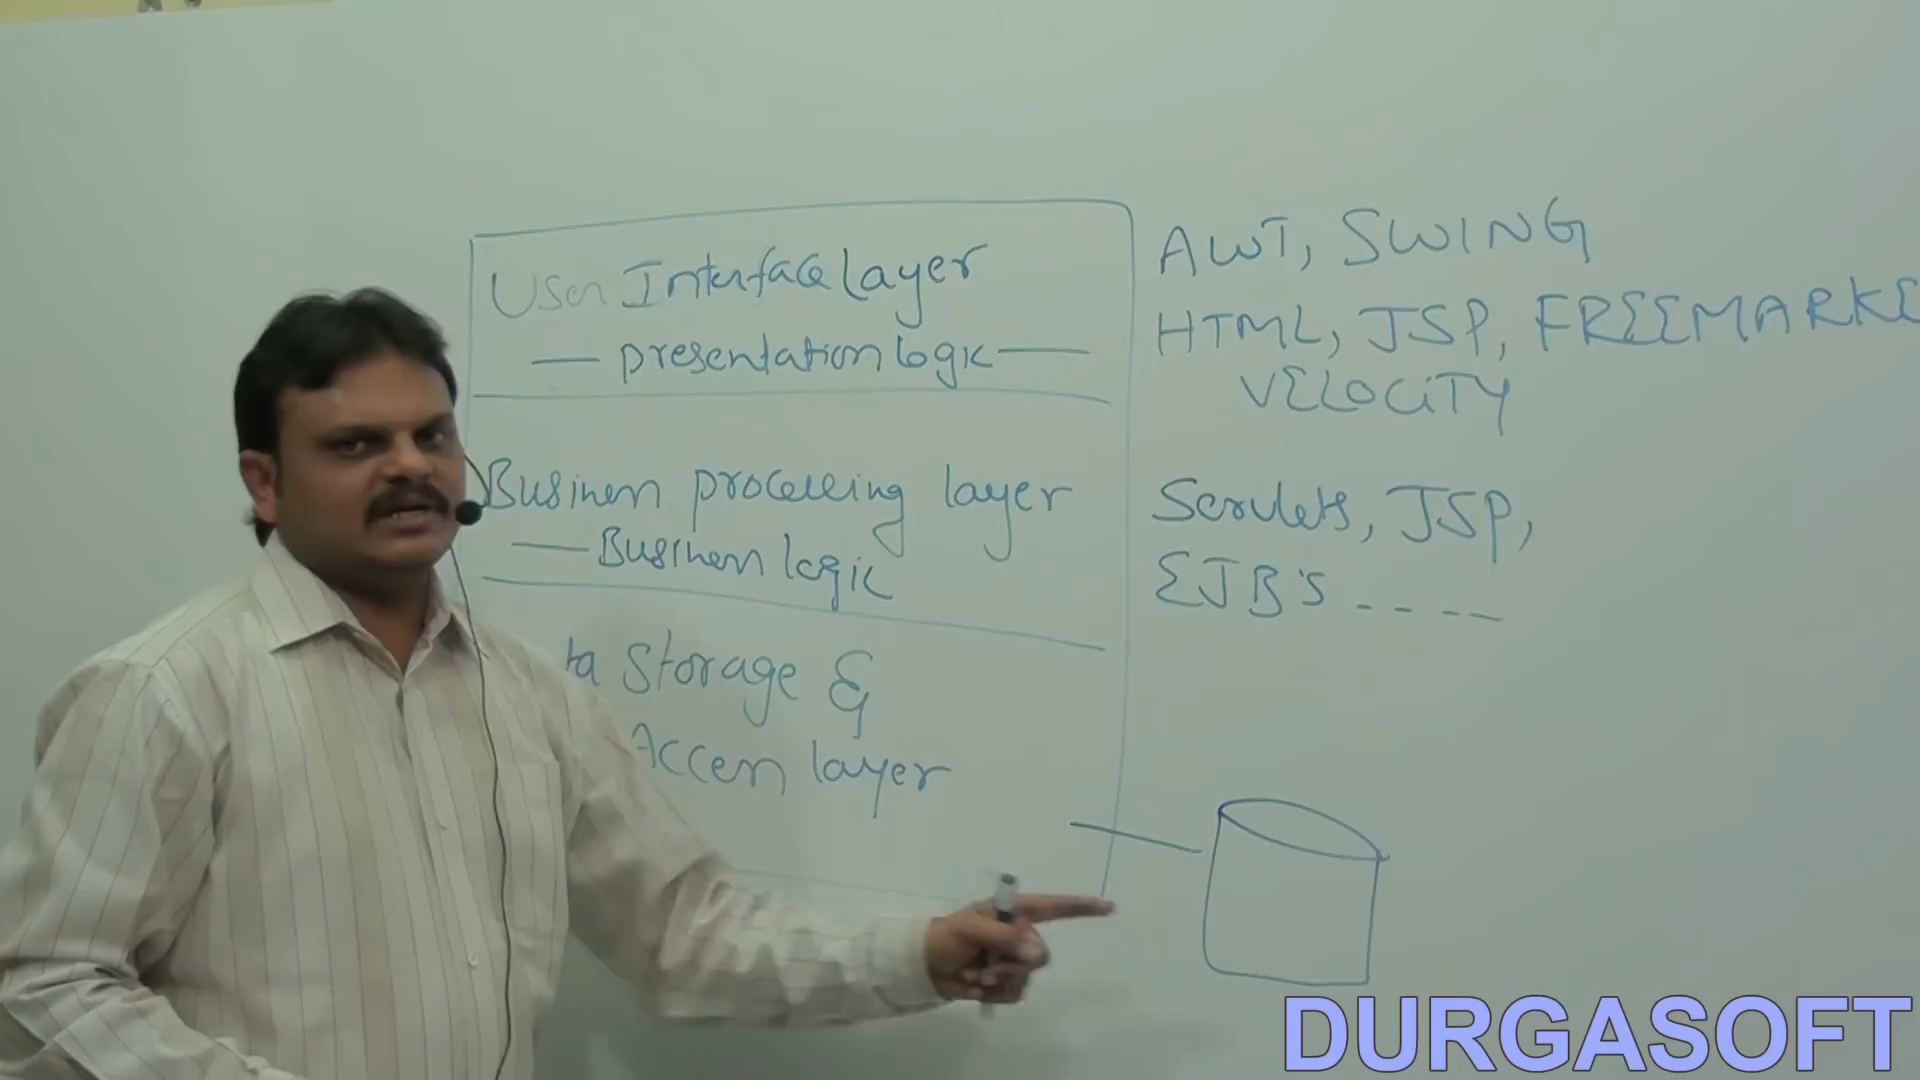 User Interface Layer
— presentation logic —
AWT, SWING
HTML, JSP, FREEMARKE
VELOCITY
Business processing layer
— Business logic
Servlets, JSP,
EJB's - - - -
ta Storage &
Access layer
DURGASOFT